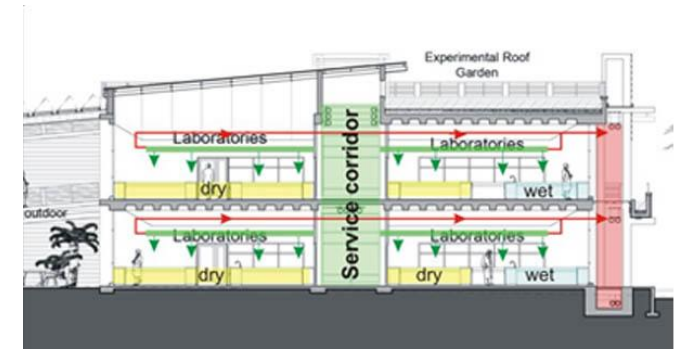 Experimental Roof
Garden
Laboratories
Laboratories
dry
wet
Service corridor
outdoor
Laboratories
Laboratories
dry
dry
wet